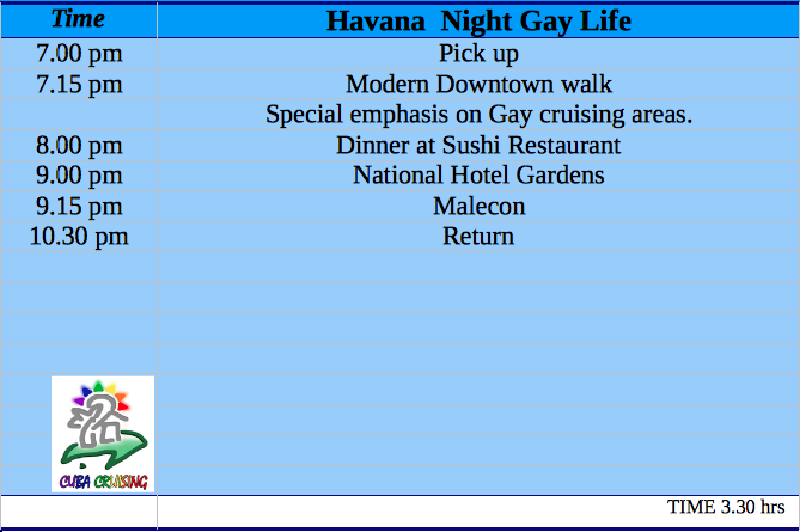 Time Havana Night Gay Life
7.00 pm Pick up
7.15 pm Modern Downtown walk
Special emphasis on Gay cruising areas.
8.00 pm Dinner at Sushi Restaurant
9.00 pm National Hotel Gardens
9.15 pm Malecon
10.30 pm Return
CUBA CRUISING
TIME 3.30 hrs